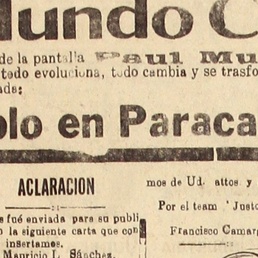 Mundo C
de la pantalla Paul Mu
todo evoluciona, todo cambia y se trasfo
ada:
olo en Paraca
ACLARACION
s fué enviada para su publi
o la siguiente carta que con
insertamos.
Mauricio L. Sánchez.
mos de Ud. attos y
Por el team 'Justo
Francisco Camarg